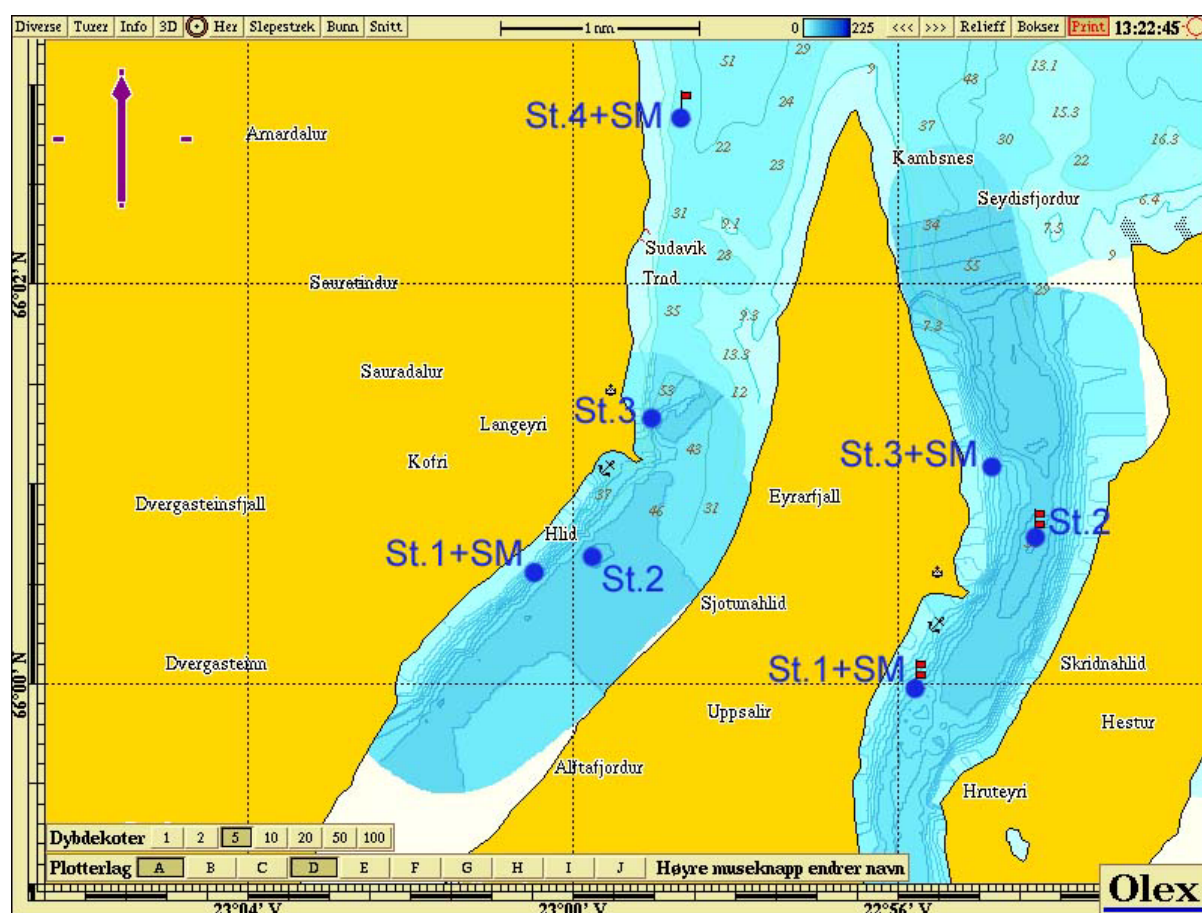 Diverse Turer Info 3D Her Slepestrek Bunn Snitt 1 nm 0 225 <<< >>> Relieff Bokser Print 13:22:45
51 29 9 48 13.1
St.4+SM 24 37 15.3
Arnardalur 22 30 16.3
Kambsnes 22
23
Seydisfjordur 6.4
31 9.1 34 7.5
Sudavik 28 55 9
Trod
66°02' N Sauratindur 29
35 9.3 7.3
13.3
Sauradalur
53 12
St.3
Langeyri
43 St.3+SM
Kofri
37
Dvergasteinsfjall 46 31 Eyrarfjall
Hlid St.2
St.1+SM
St.2
Sjotunahlid
Dvergasteinn St.1+SM Skridnahlid
66°00' N
Uppsalir Hestur
Alftafjordur
Hruteyri
Dybdekoter 1 2 5 10 20 50 100
Plotterlag A B C D E F G H I J Høyre museknapp endrer navn
Olex
23°04' V 23°00' V 22°56' V